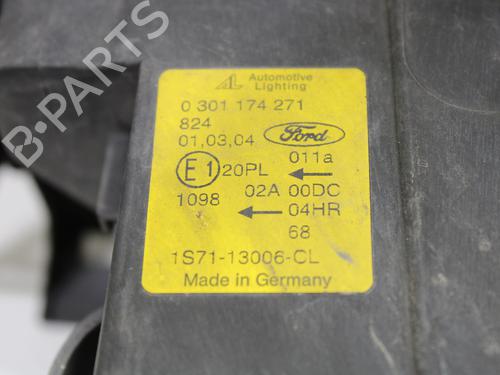 AL Automotive Lighting
0 301 174 271
824
01,03,04 Ford
E1 20PL 011a
1098 02A 00DC
04HR
68
1S71-13006-CL
Made in Germany
B